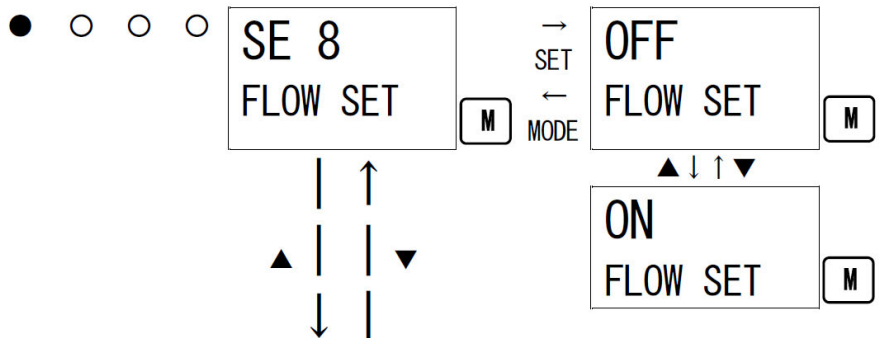 ● ○ ○ ○ SE 8 → OFF
SET
FLOW SET M ← FLOW SET M
MODE
▲↓↑▼
ON
FLOW SET M
▲ ▼